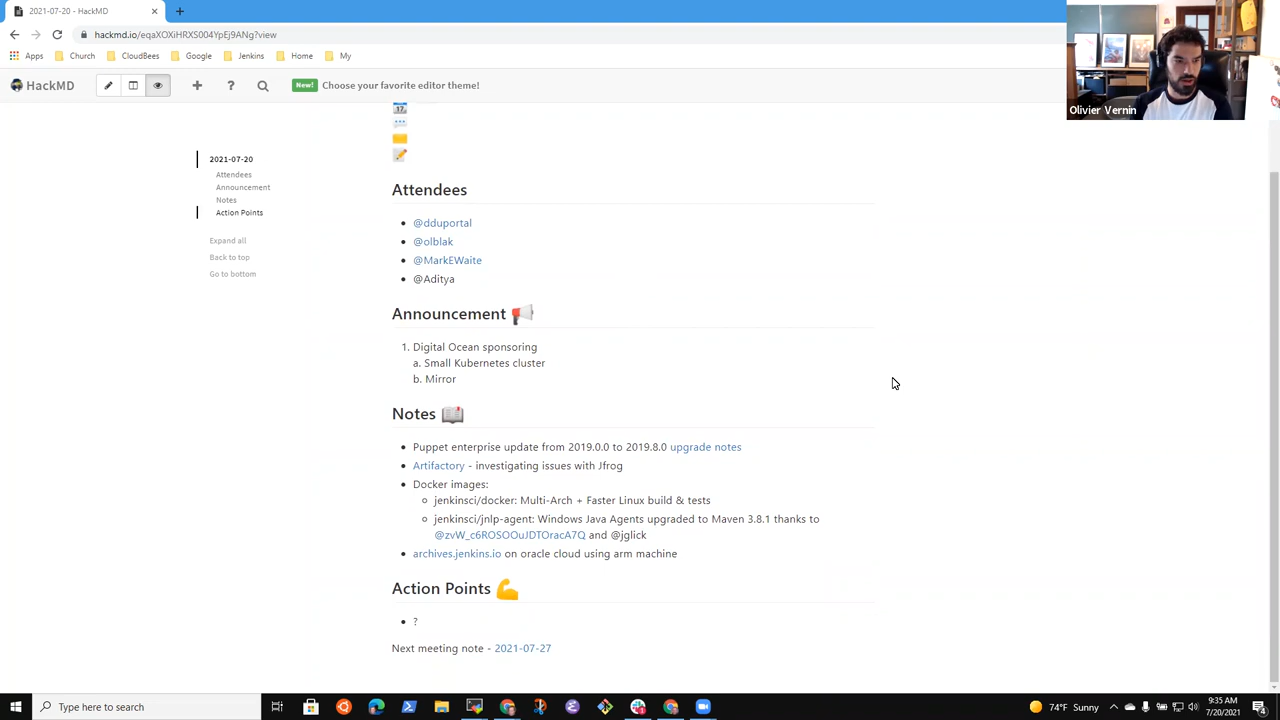 2021-07-20 - HackMD
hackmd.io/eqaXOXiHRXS004YpEj9ANg?view
Apps Church CloudBees Google Jenkins Home My
HackMD New! Choose your favorite editor theme!
Olivier Vernin
2021-07-20
Attendees
Announcement
Notes
Action Points
Expand all
Back to top
Go to bottom
Attendees
@dduportal
@olblak
@MarkEWaite
@Aditya
Announcement
1. Digital Ocean sponsoring
a. Small Kubernetes cluster
b. Mirror
Notes
Puppet enterprise update from 2019.0.0 to 2019.8.0 upgrade notes
Artifactory - investigating issues with Jfrog
Docker images:
jenkinsci/docker: Multi-Arch + Faster Linux build & tests
jenkinsci/jnlp-agent: Windows Java Agents upgraded to Maven 3.8.1 thanks to
@zvW_c6ROSOOuJDTOracA7Q and @jglick
archives.jenkins.io on oracle cloud using arm machine
Action Points
?
Next meeting note - 2021-07-27
Type here to search
74°F Sunny
9:35 AM
7/20/2021